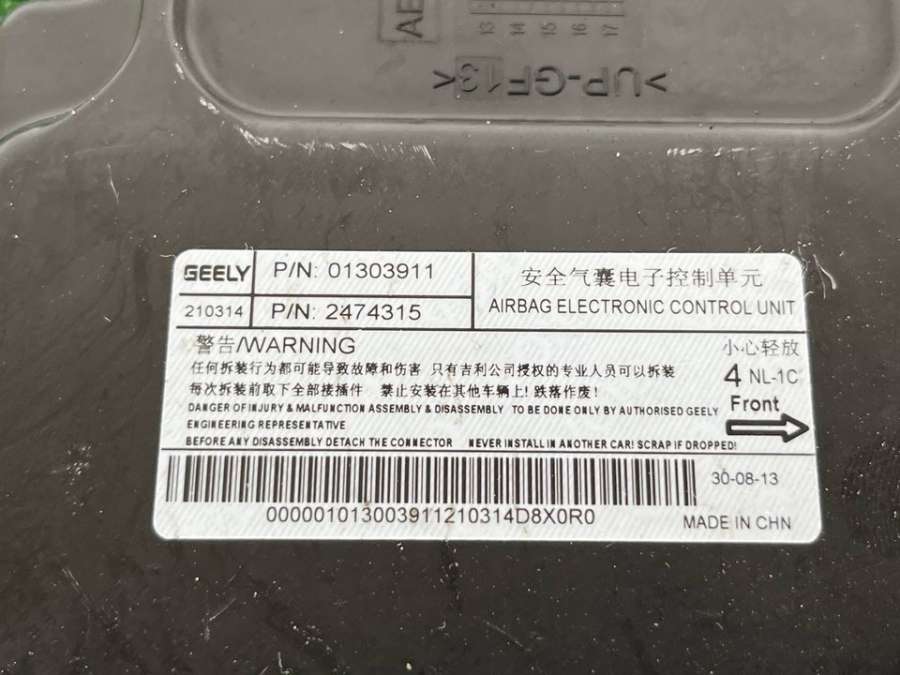 AB
13 14 15 16 17
>UP-GF13<
GEELY P/N: 01303911
210314 P/N: 2474315
安全气囊电子控制单元
AIRBAG ELECTRONIC CONTROL UNIT
警告/WARNING
任何拆装行为都可能导致故障和伤害 只有吉利公司授权的专业人员可以拆装
每次拆装前取下全部接插件 禁止安装在其他车辆上! 跌落作废!
DANGER OF INJURY & MALFUNCTION ASSEMBLY & DISASSEMBLY TO BE DONE ONLY BY AUTHORISED GEELY
ENGINEERING REPRESENTATIVE
BEFORE ANY DISASSEMBLY DETACH THE CONNECTOR NEVER INSTALL IN ANOTHER CAR! SCRAP IF DROPPED!
小心轻放
4 NL-1C
Front
30-08-13
000001013003911210314D8X0R0
MADE IN CHN